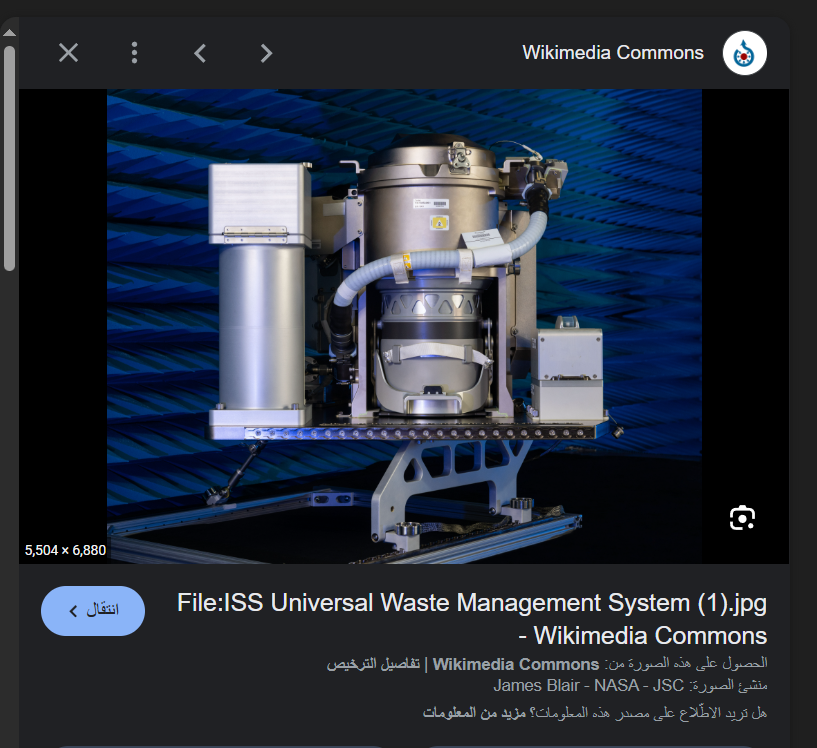 Wikimedia Commons
5,504 × 6,880
File:ISS Universal Waste Management System (1).jpg
- Wikimedia Commons
انتقال
الحصول على هذه الصورة من: Wikimedia Commons | تفاصيل الترخيص
منشئ الصورة: James Blair - NASA - JSC
هل تريد الاطّلاع على مصدر هذه المعلومات؟ مزيد من المعلومات